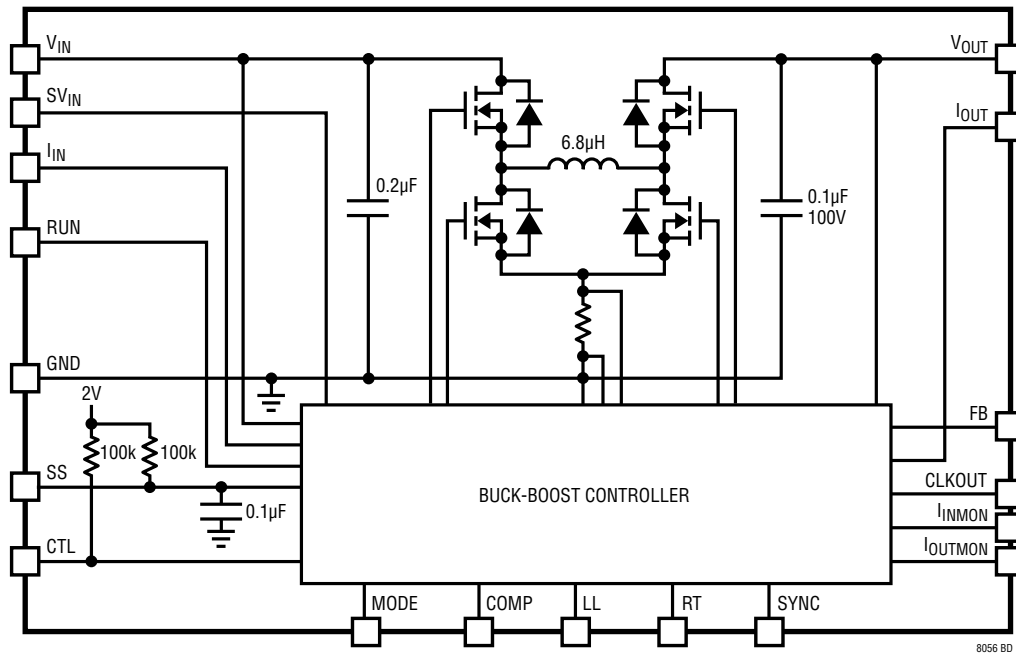 VIN
VOUT
SVIN
IOUT
IIN
6.8µH
0.2µF
0.1µF
100V
RUN
GND
2V
FB
100k
100k
SS
CLKOUT
BUCK-BOOST CONTROLLER
0.1µF
IINMON
CTL
IOUTMON
MODE
COMP
LL
RT
SYNC
8056 BD